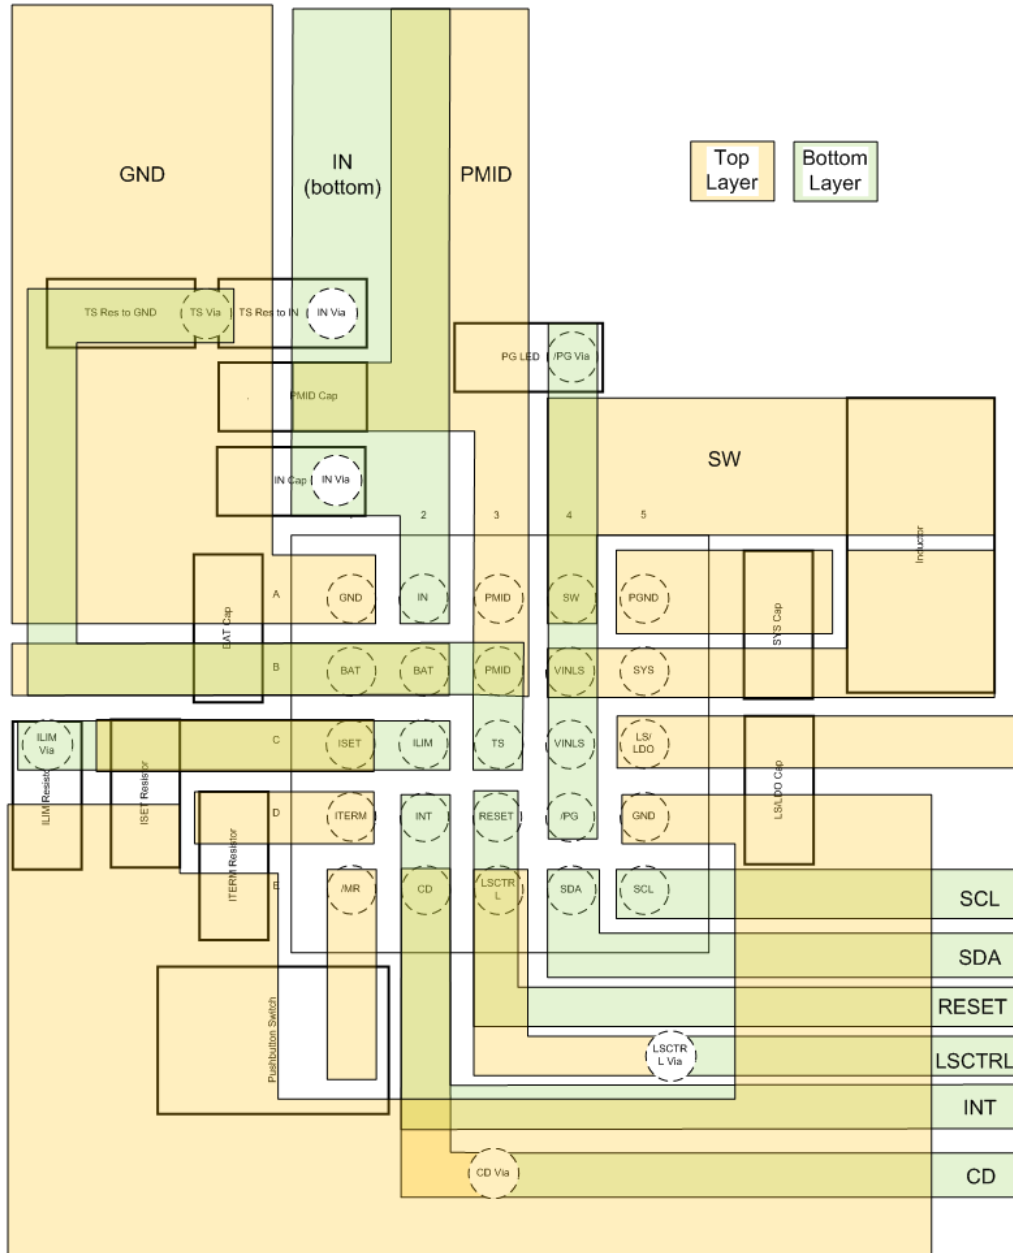 GND
IN
(bottom)
PMID
Top
Layer
Bottom
Layer
TS Res to GND
TS Via
TS Res to IN
IN Via
PG LED
/PG Via
PMID Cap
SW
IN Cap
IN Via
2
3
4
5
Inductor
A
GND
IN
PMID
SW
PGND
BAT Cap
SYS Cap
B
BAT
BAT
PMID
VINLS
SYS
ILIM
Via
C
ISET
ILIM
TS
VINLS
LS/
LDO
ILIM Resistor
ISET Resistor
LS/LDO Cap
D
ITERM
INT
RESET
/PG
GND
ITERM Resistor
E
/MR
CD
LSCTR
L
SDA
SCL
SCL
SDA
Pushbutton Switch
RESET
LSCTR
L Via
LSCTRL
INT
CD Via
CD